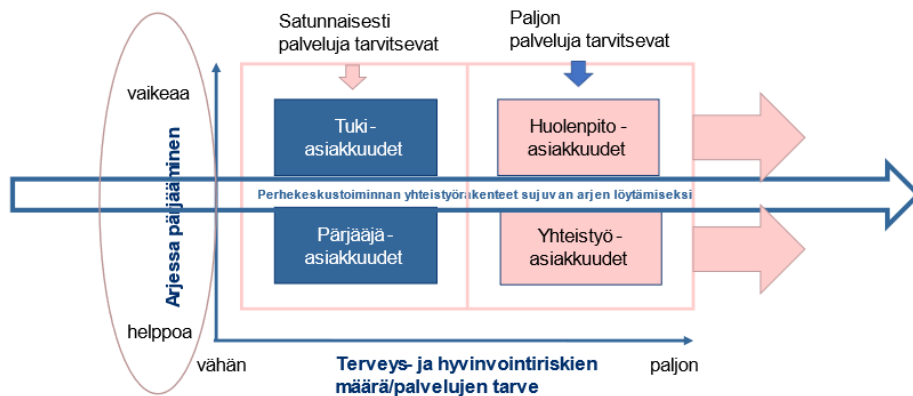 Satunnaisesti
palveluja tarvitsevat
Paljon
palveluja tarvitsevat
vaikeaa
Arjessa pärjääminen
helppoa
Tuki -
asiakkuudet
Huolenpito -
asiakkuudet
Perhekeskustoiminnan yhteistyörakenteet sujuvan arjen löytämiseksi
Pärjääjä -
asiakkuudet
Yhteistyö -
asiakkuudet
vähän
Terveys- ja hyvinvointiriskien
määrä/palvelujen tarve
paljon